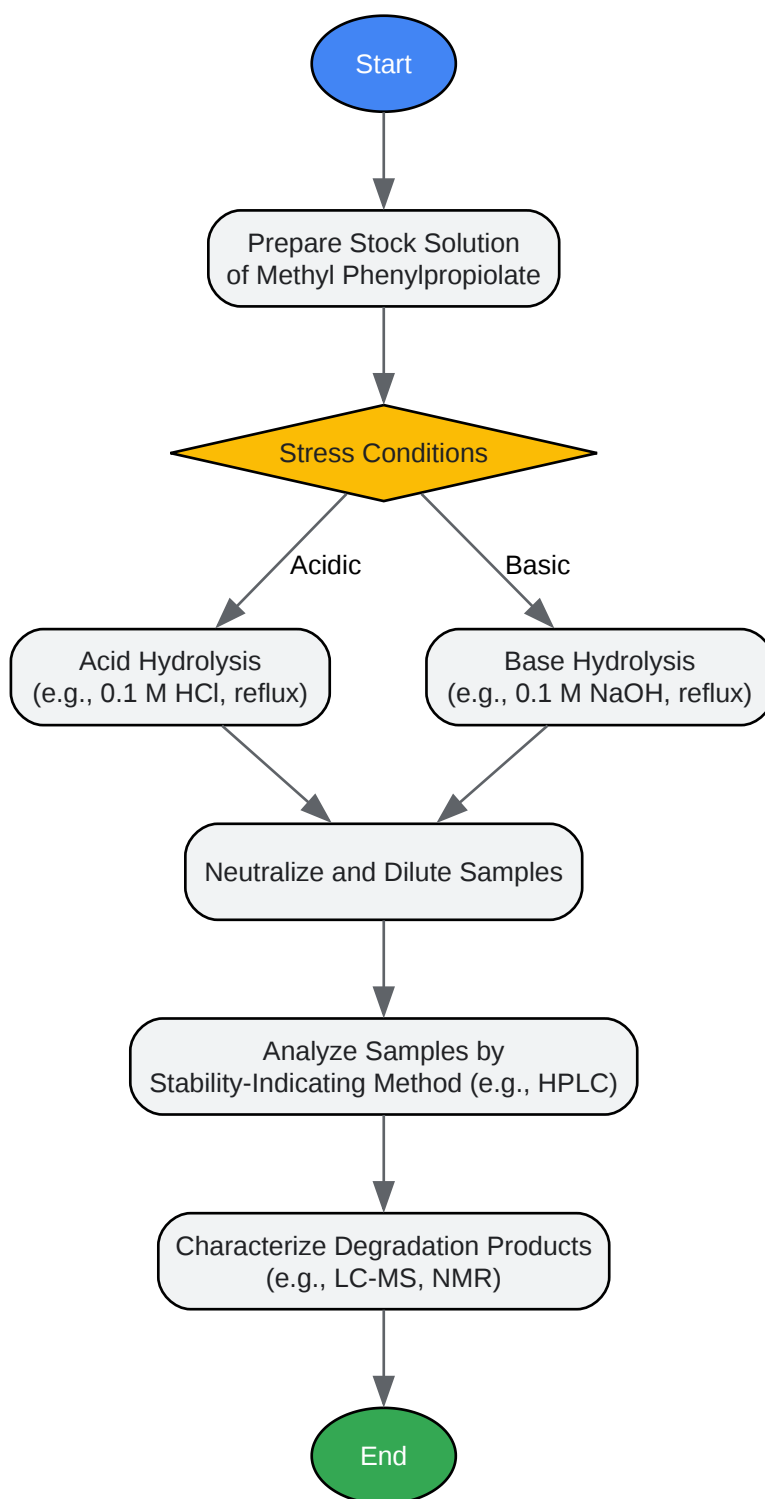 Start
Prepare Stock Solution
of Methyl Phenylpropiolate
Stress Conditions
Acidic
Basic
Acid Hydrolysis
(e.g., 0.1 M HCl, reflux)
Base Hydrolysis
(e.g., 0.1 M NaOH, reflux)
Neutralize and Dilute Samples
Analyze Samples by
Stability-Indicating Method (e.g., HPLC)
Characterize Degradation Products
(e.g., LC-MS, NMR)
End